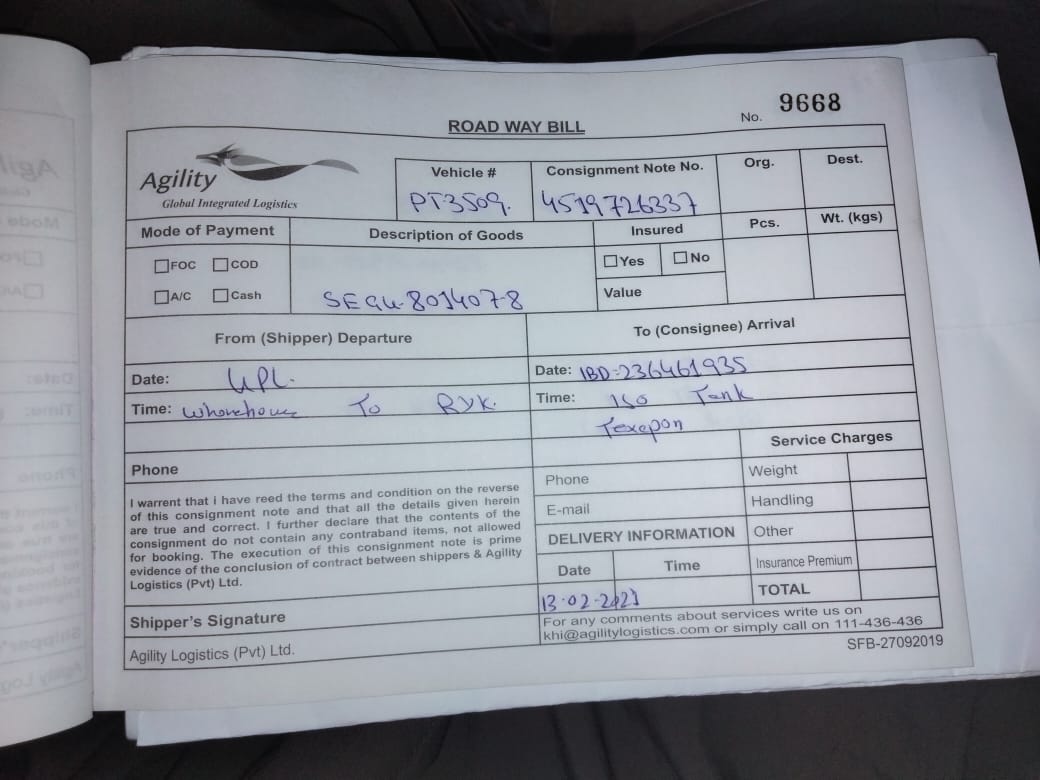 No. 9668
ROAD WAY BILL
Agility
Global Integrated Logistics
Vehicle #
PT3509.
Consignment Note No.
4519726337
Org.
Dest.
Mode of Payment
Description of Goods
Insured
Pcs.
Wt. (kgs)
FOC COD
Yes No
A/C Cash
SEGU-801407-8
Value
From (Shipper) Departure
To (Consignee) Arrival
Date: UPL.
Date: IBD-236461935
Time: Whorehouse To RYK.
Time: ISO Tank
Texapon
Phone
Service Charges
I warrent that i have reed the terms and condition on the reverse
of this consignment note and that all the details given herein
are true and correct. I further declare that the contents of the
consignment do not contain any contraband items, not allowed
for booking. The execution of this consignment note is prime
evidence of the conclusion of contract between shippers & Agility
Logistics (Pvt) Ltd.
Phone
Weight
E-mail
Handling
DELIVERY INFORMATION
Other
Date
Time
Insurance Premium
13-02-2023
TOTAL
Shipper's Signature
For any comments about services write us on
khi@agilitylogistics.com or simply call on 111-436-436
Agility Logistics (Pvt) Ltd.
SFB-27092019